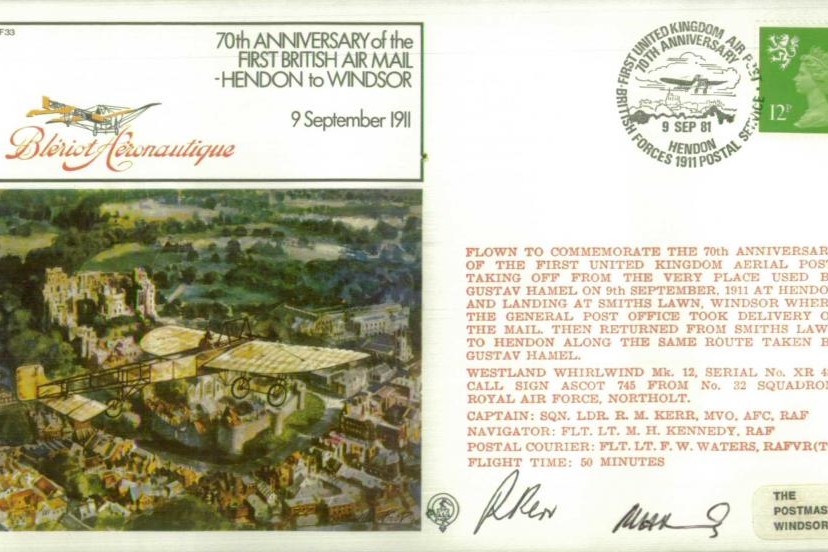 F33
70th ANNIVERSARY of the
FIRST BRITISH AIR MAIL
-HENDON to WINDSOR
9 September 1911
Blériot Aéronautique
FIRST UNITED KINGDOM AIR POST
70TH ANNIVERSARY
9 SEP 81
HENDON
BRITISH FORCES 1911 POSTAL SERVICE
12P
FLOWN TO COMMEMORATE THE 70th ANNIVERSAR
OF THE FIRST UNITED KINGDOM AERIAL POST
TAKING OFF FROM THE VERY PLACE USED B
GUSTAV HAMEL ON 9th SEPTEMBER, 1911 AT HENDO
AND LANDING AT SMITHS LAWN, WINDSOR WHER
THE GENERAL POST OFFICE TOOK DELIVERY O
THE MAIL. THEN RETURNED FROM SMITHS LAW
TO HENDON ALONG THE SAME ROUTE TAKEN B
GUSTAV HAMEL.
WESTLAND WHIRLWIND Mk. 12, SERIAL No. XR 4
CALL SIGN ASCOT 745 FROM No. 32 SQUADRO
ROYAL AIR FORCE, NORTHOLT.
CAPTAIN: SQN. LDR. R. M. KERR, MVO, AFC, RAF
NAVIGATOR: FLT. LT. M. H. KENNEDY, RAF
POSTAL COURIER: FLT. LT. F. W. WATERS, RAFVR(T
FLIGHT TIME: 50 MINUTES
RKerr
THE
POSTMAS
WINDSOR